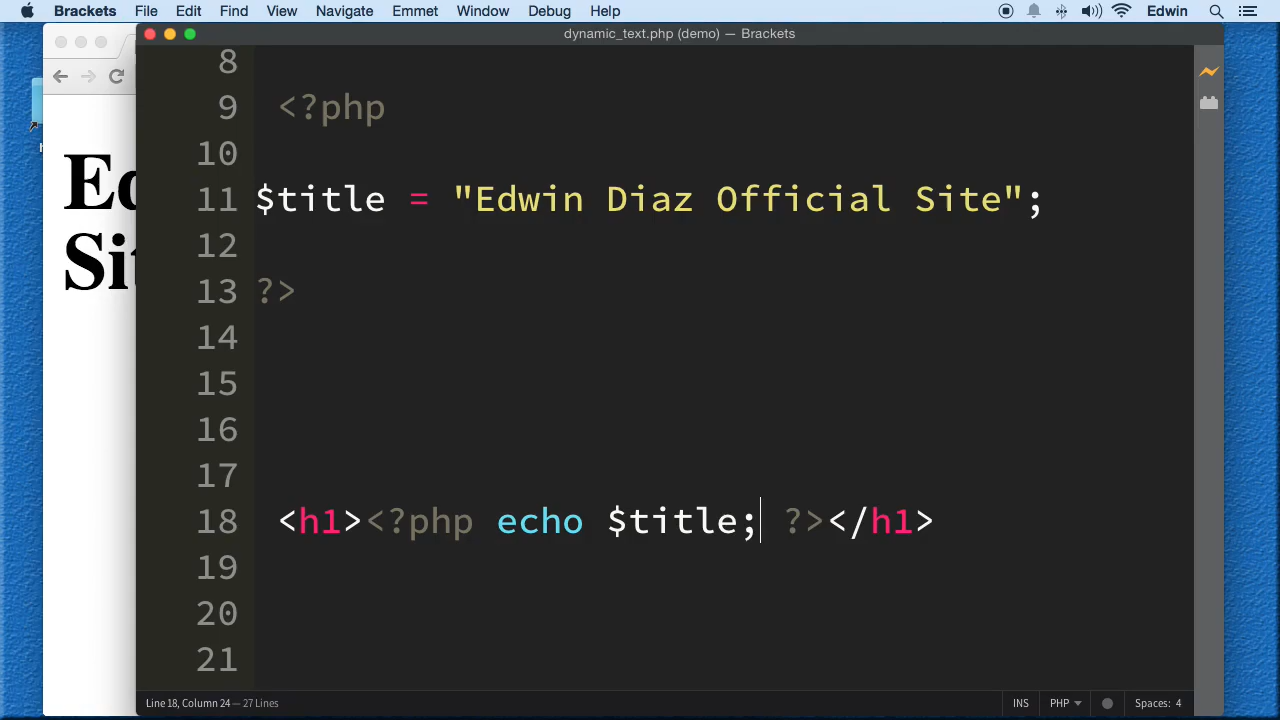 Brackets File Edit Find View Navigate Emmet Window Debug Help Edwin
dynamic_text.php (demo) — Brackets
8
9 <?php
10
11 $title = "Edwin Diaz Official Site";
12
13 ?>
14
15
16
17
18 <h1><?php echo $title; ?></h1>
19
20
21
Line 18, Column 24 — 27 Lines INS PHP Spaces: 4